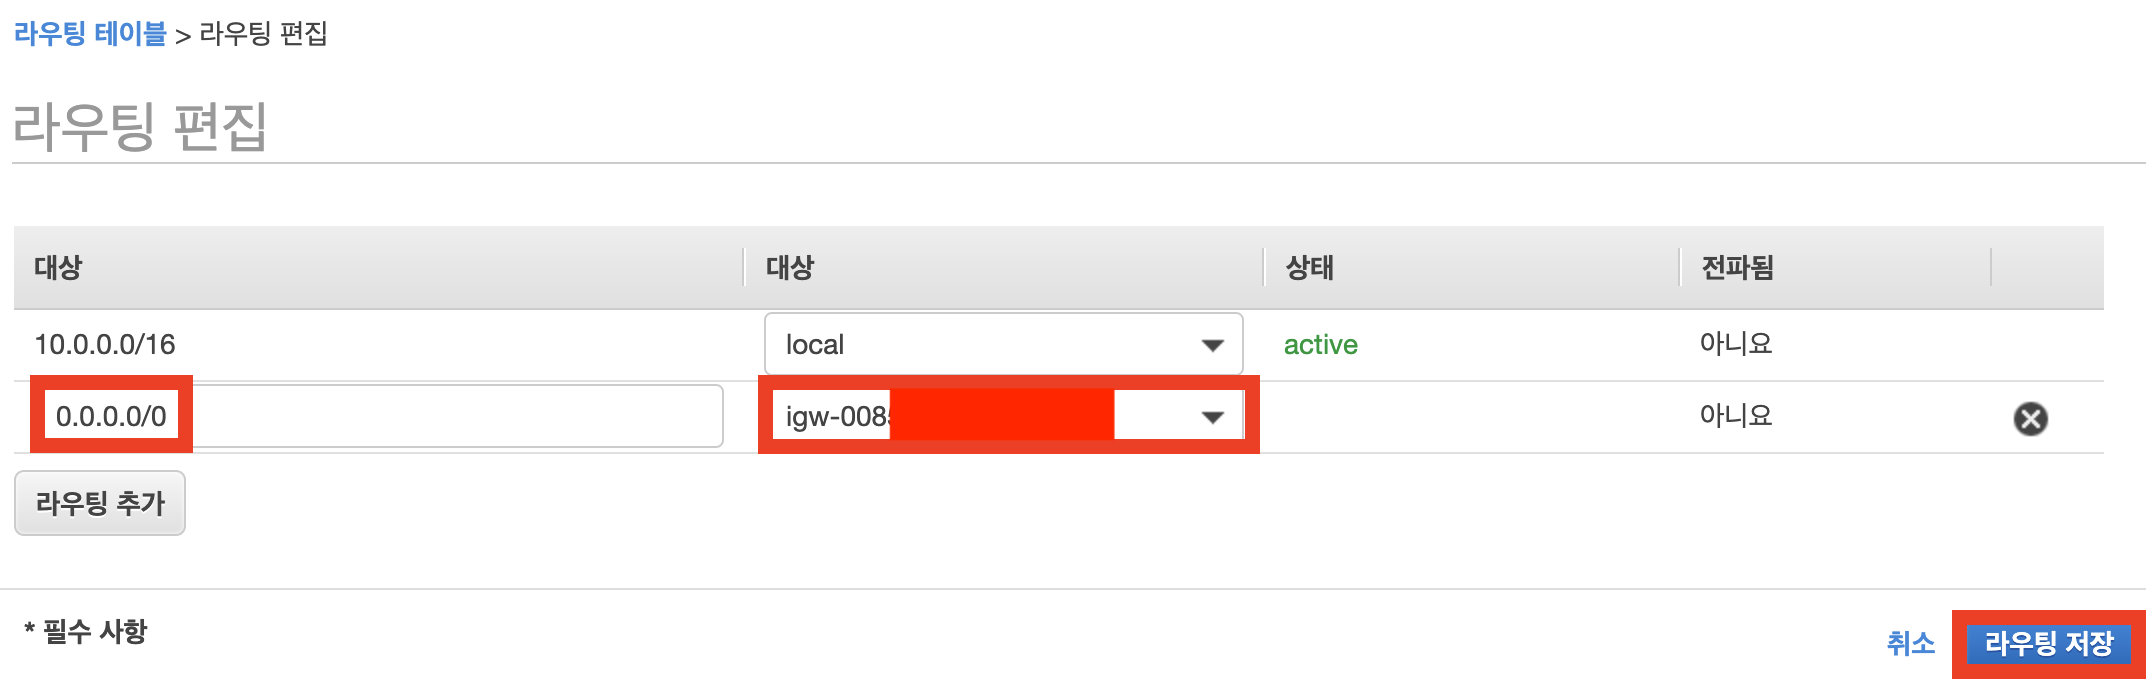 라우팅 테이블 > 라우팅 편집
라우팅 편집
대상 대상 상태 전파됨
10.0.0.0/16 local active 아니요
0.0.0.0/0 igw-008 아니요
라우팅 추가
* 필수 사항
취소 라우팅 저장